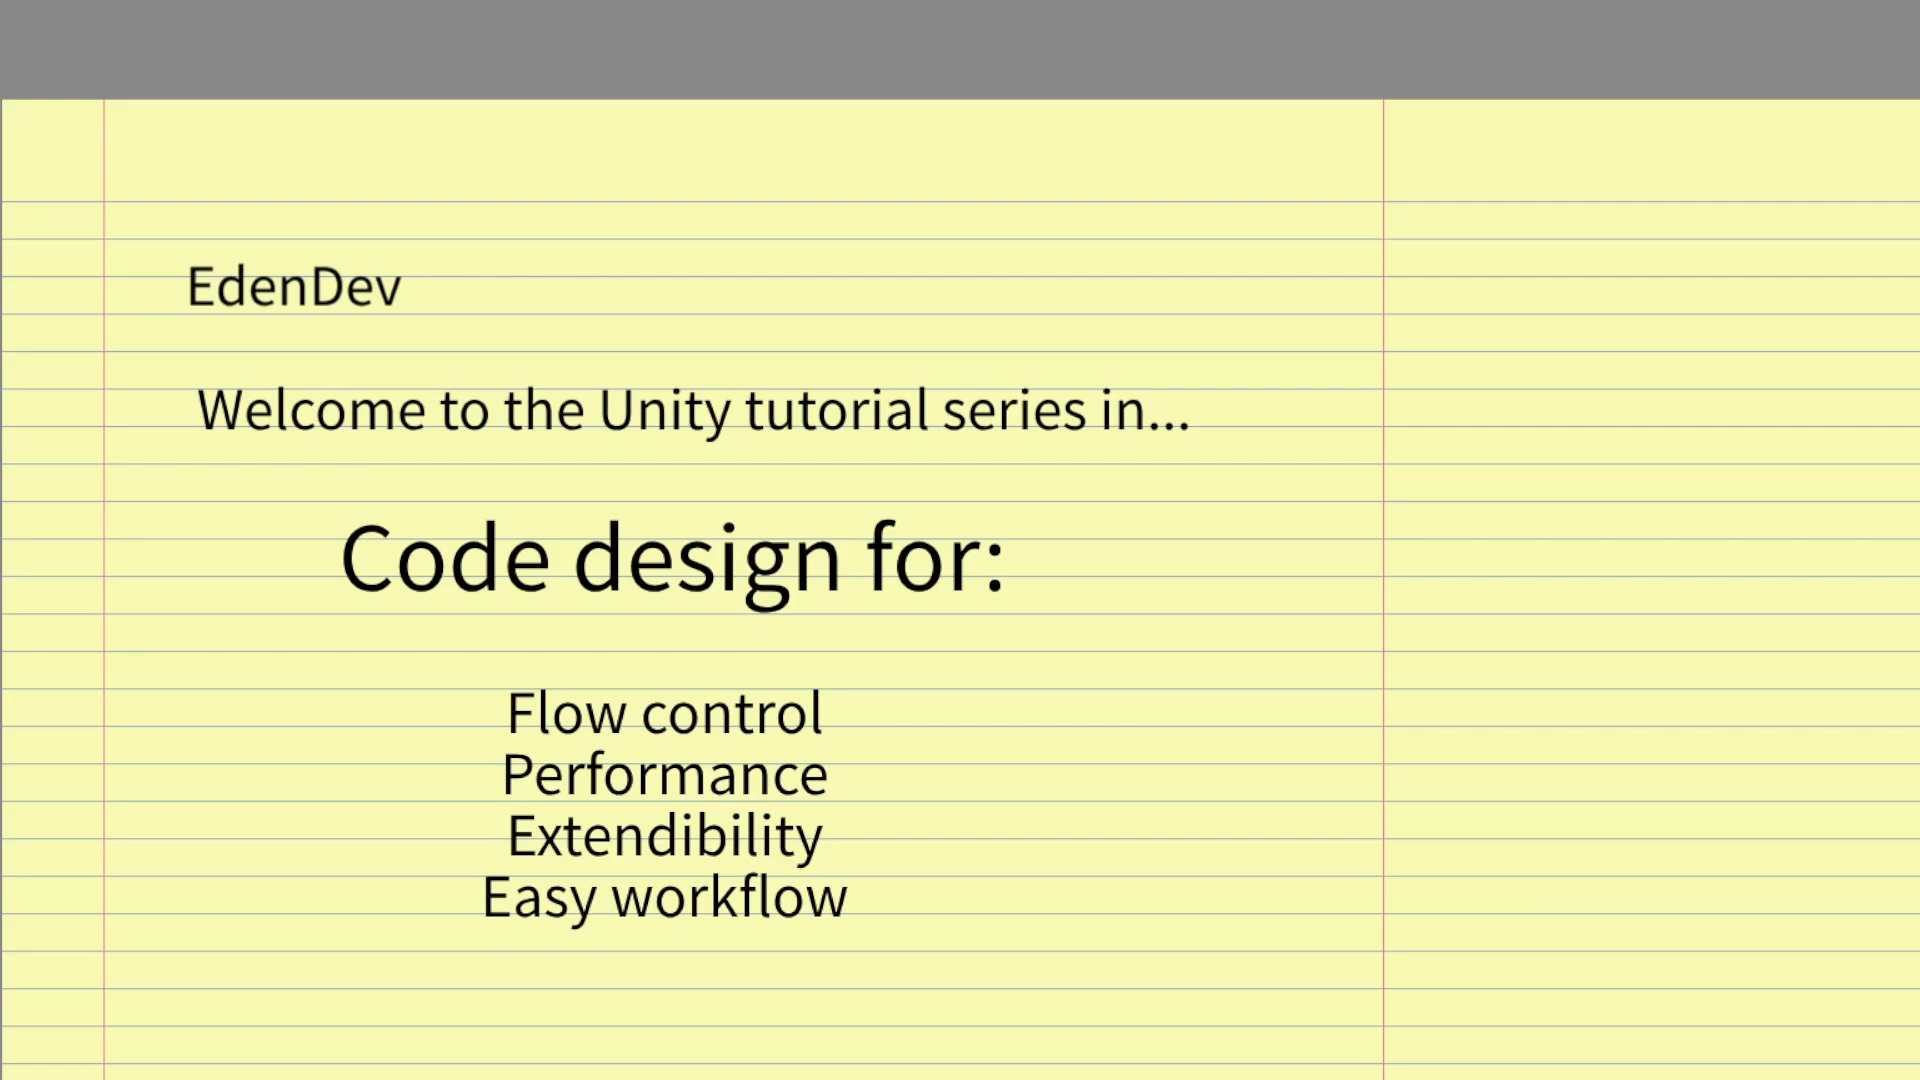 EdenDev
Welcome to the Unity tutorial series in...
Code design for:
Flow control
Performance
Extendibility
Easy workflow